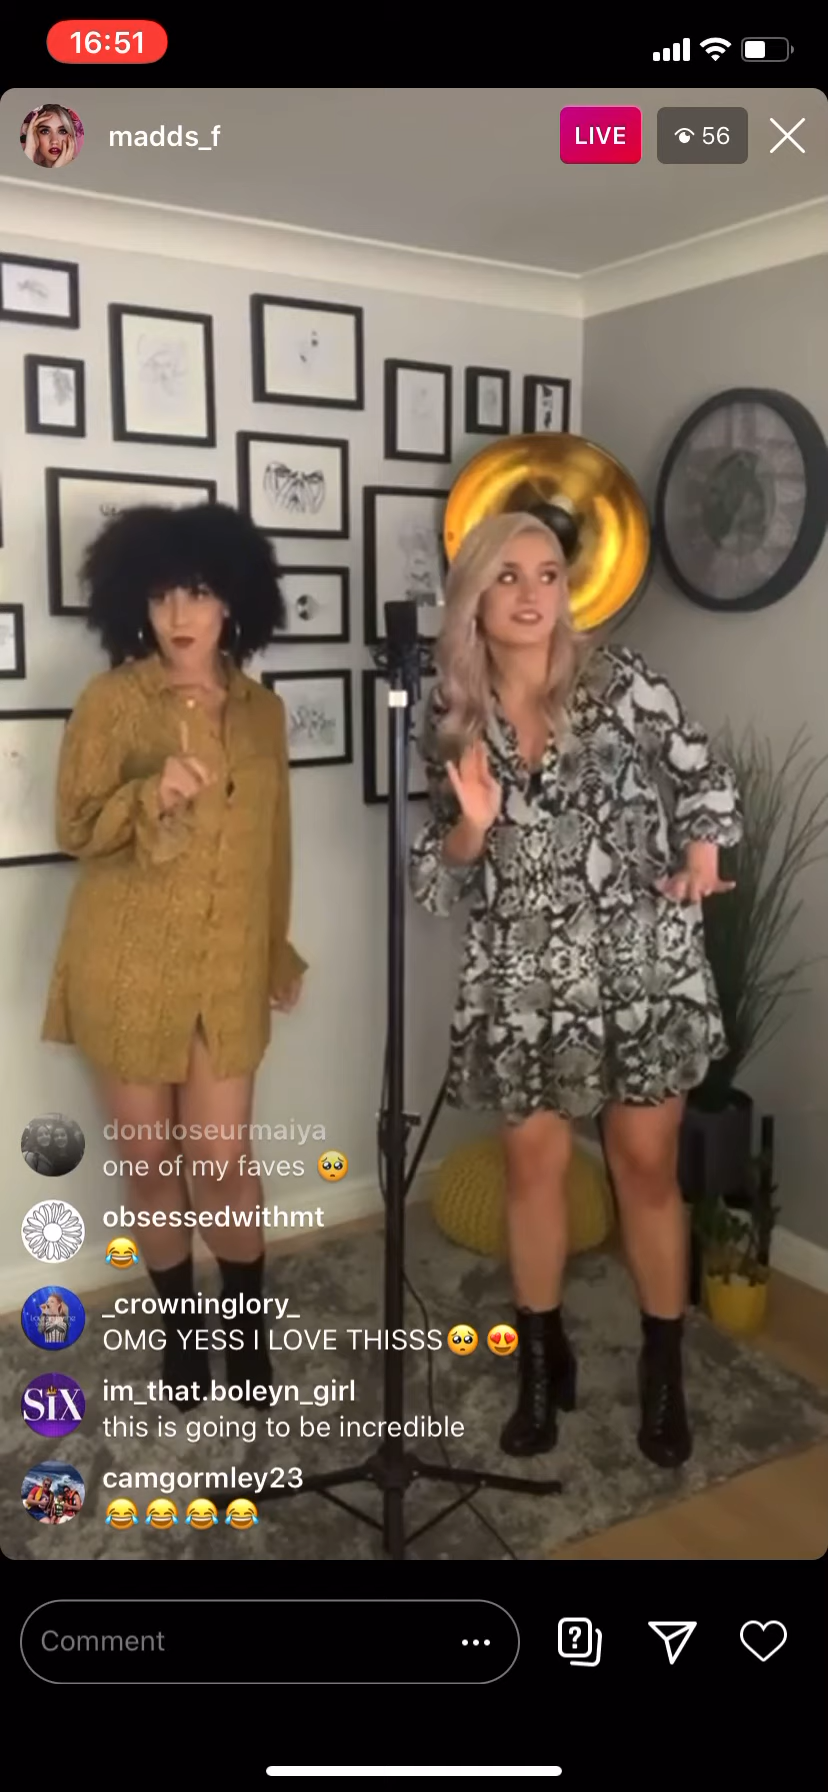 16:51
madds_f
LIVE
56
dontloseurmaiya
one of my faves 🥺
obsessedwithmt
😂
_crowninglory_
OMG YESS I LOVE THISSS🥺 😍
SIX
im_that.boleyn_girl
this is going to be incredible
camgormley23
😂😂😂😂
Comment